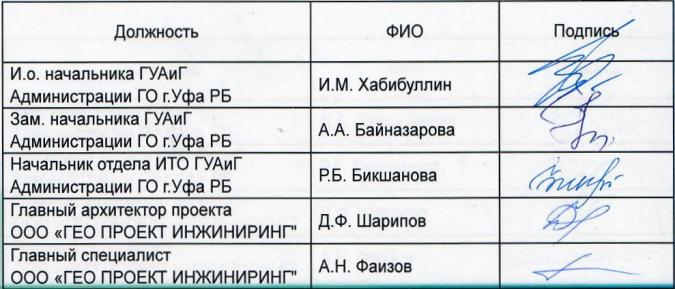 Должность ФИО Подпись
И.о. начальника ГУАиГ
Администрации ГО г.Уфа РБ
И.М. Хабибуллин
Зам. начальника ГУАиГ
Администрации ГО г.Уфа РБ
А.А. Байназарова
Начальник отдела ИТО ГУАиГ
Администрации ГО г.Уфа РБ
Р.Б. Бикшанова
Главный архитектор проекта
ООО «ГЕО ПРОЕКТ ИНЖИНИРИНГ"
Д.Ф. Шарипов
Главный специалист
ООО «ГЕО ПРОЕКТ ИНЖИНИРИНГ"
А.Н. Фаизов